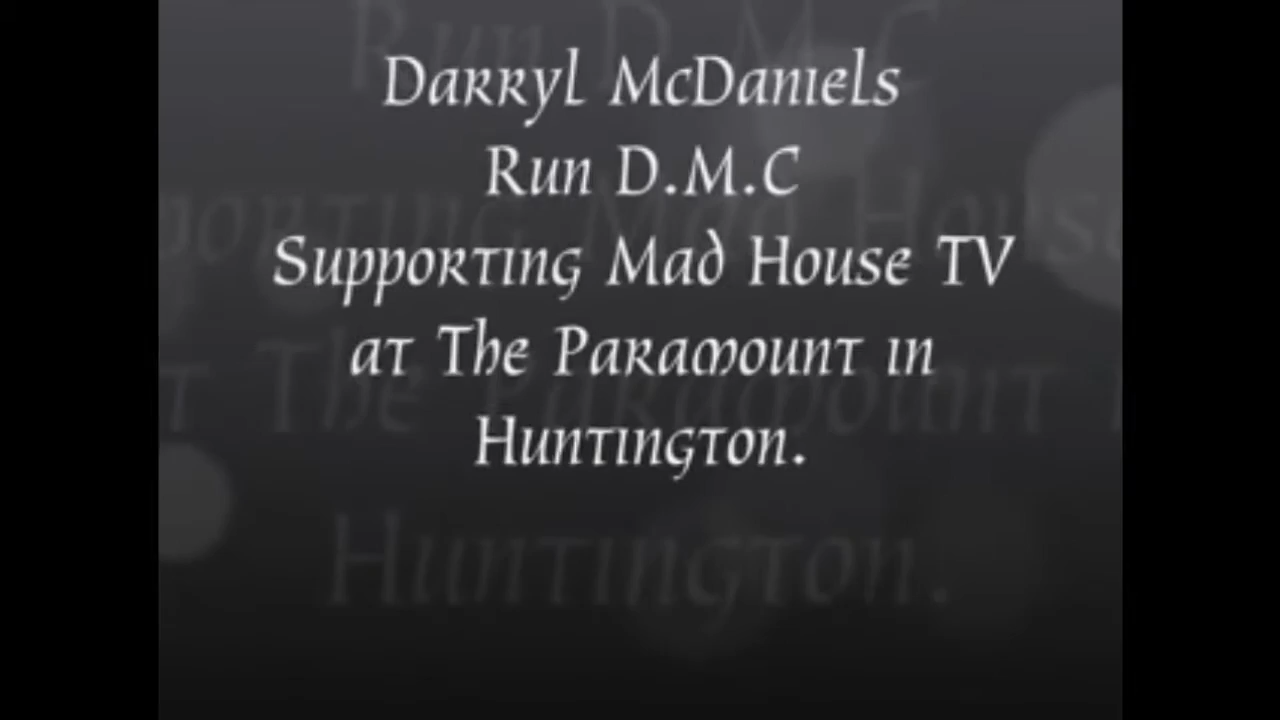 Darryl McDaniels
Run D.M.C
Supporting Mad House TV
at The Paramount in
Huntington.